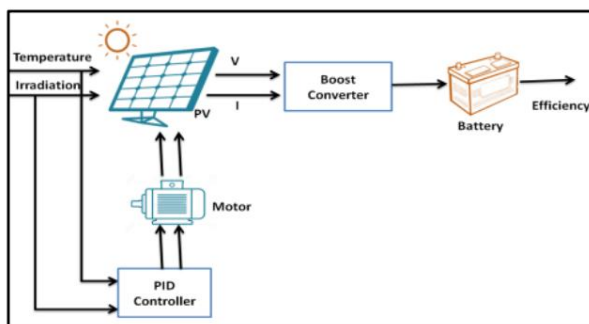 Temperature
Irradiation
V
I
PV
Boost
Converter
Battery
Efficiency
Motor
PID
Controller